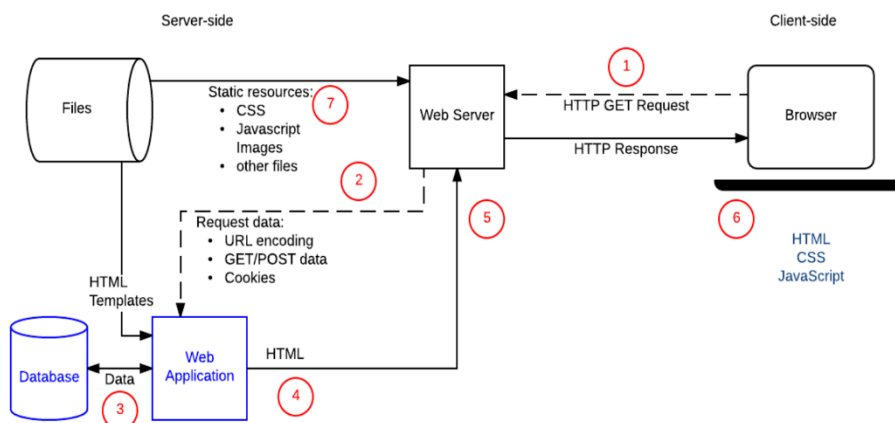 Server-side
Client-side
1
Files
Static resources:
• CSS
• Javascript
Images
• other files
7
Web Server
HTTP GET Request
HTTP Response
Browser
2
Request data:
• URL encoding
• GET/POST data
• Cookies
5
6
HTML
CSS
JavaScript
HTML
Templates
Database
Data
3
Web
Application
HTML
4